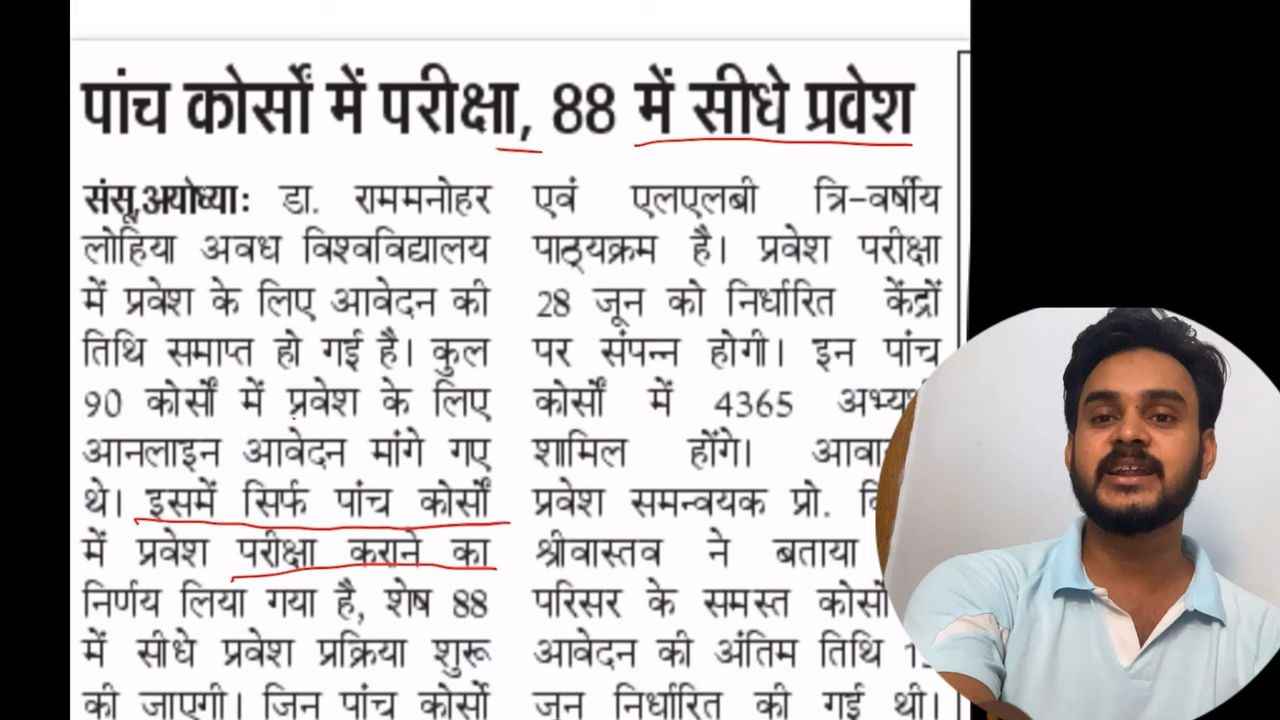 पांच कोर्सों में परीक्षा, 88 में सीधे प्रवेश
संसू,अयोध्या: डा. राममनोहर
लोहिया अवध विश्वविद्यालय
में प्रवेश के लिए आवेदन की
तिथि समाप्त हो गई है। कुल
90 कोर्सों में प्रवेश के लिए
आनलाइन आवेदन मांगे गए
थे। इसमें सिर्फ पांच कोर्सों
में प्रवेश परीक्षा कराने का
निर्णय लिया गया है, शेष 88
में सीधे प्रवेश प्रक्रिया शुरू
की जाएगी। जिन पांच कोर्सों
एवं एलएलबी त्रि-वर्षीय
पाठ्यक्रम है। प्रवेश परीक्षा
28 जून को निर्धारित केंद्रों
पर संपन्न होगी। इन पांच
कोर्सों में 4365
शामिल होंगे।
प्रवेश समन्वयक प्रो.
श्रीवास्तव ने बताया
परिसर के समस्त
आवेदन की अंतिम तिथि
जून निर्धारित की गई थी।